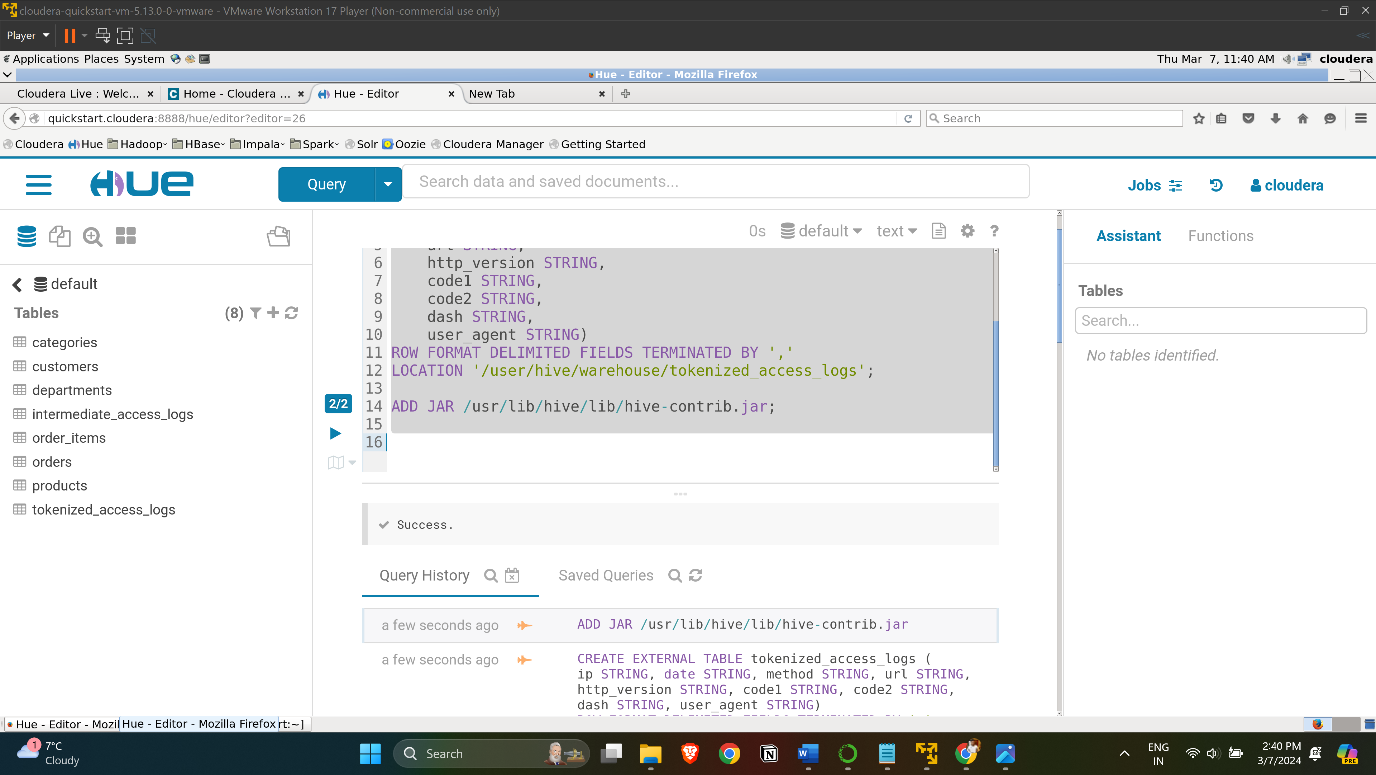 cloudera-quickstart-vm-5.13.0-0-vmware - VMware Workstation 17 Player (Non-commercial use only)
Player
Applications Places System
Thu Mar 7, 11:40 AM cloudera
Hue - Editor - Mozilla Firefox
Cloudera Live : Welc... × Home - Cloudera ... × Hue - Editor × New Tab ×
quickstart.cloudera:8888/hue/editor?editor=26
Search
Cloudera Hue Hadoop HBase Impala Spark Solr Oozie Cloudera Manager Getting Started
HUE
Query
Search data and saved documents...
Jobs
cloudera
0s default text ?
Assistant Functions
default
Tables (8)
categories
customers
departments
intermediate_access_logs
order_items
orders
products
tokenized_access_logs
5 url STRING,
6 http_version STRING,
7 code1 STRING,
8 code2 STRING,
9 dash STRING,
10 user_agent STRING)
11 ROW FORMAT DELIMITED FIELDS TERMINATED BY ','
12 LOCATION '/user/hive/warehouse/tokenized_access_logs';
13
2/2
14 ADD JAR /usr/lib/hive/lib/hive-contrib.jar;
15
16
Success.
Query History
Saved Queries
a few seconds ago ADD JAR /usr/lib/hive/lib/hive-contrib.jar
a few seconds ago CREATE EXTERNAL TABLE tokenized_access_logs (
ip STRING, date STRING, method STRING, url STRING,
http_version STRING, code1 STRING, code2 STRING,
dash STRING, user_agent STRING)
Tables
Search...
No tables identified.
Hue - Editor - Mozil
Hue - Editor - Mozilla Firefox
rt:~]
1
7°C
Cloudy
Search
ENG
IN
2:40 PM
3/7/2024
PRE